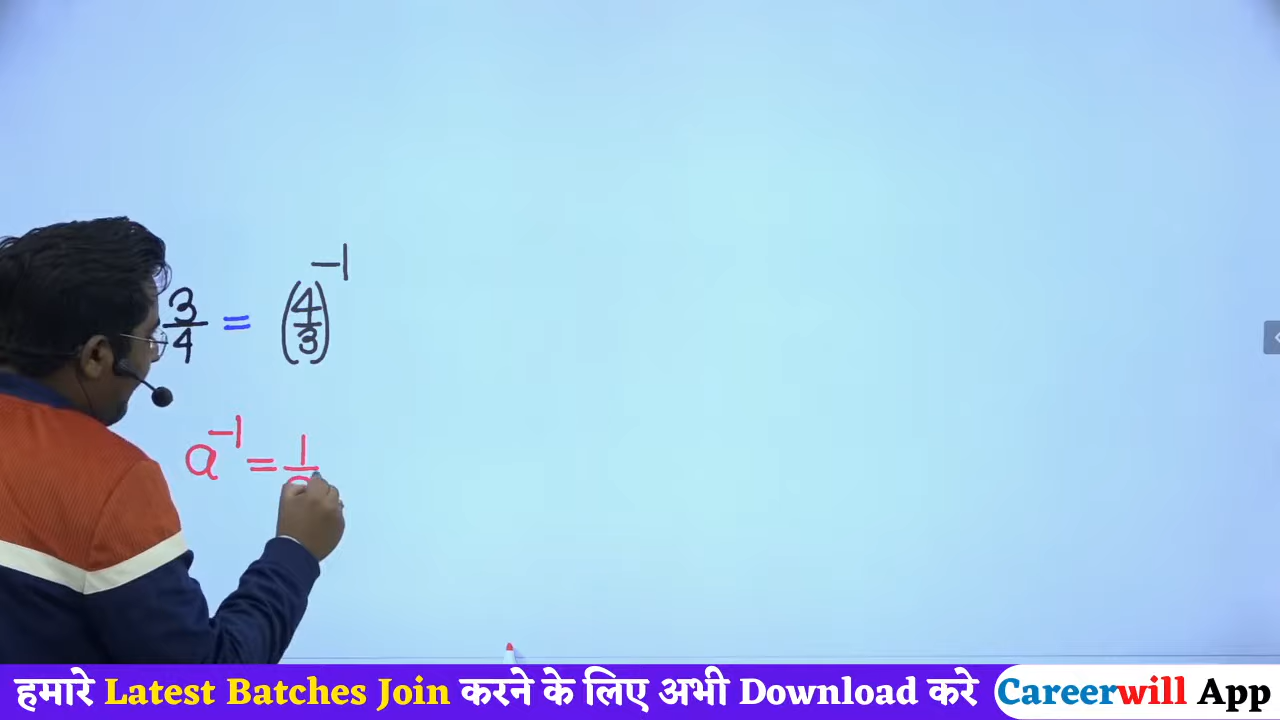 3/4 = (4/3)^-1
a^-1 = 1/
हमारे Latest Batches Join करने के लिए अभी Download करे Careerwill App